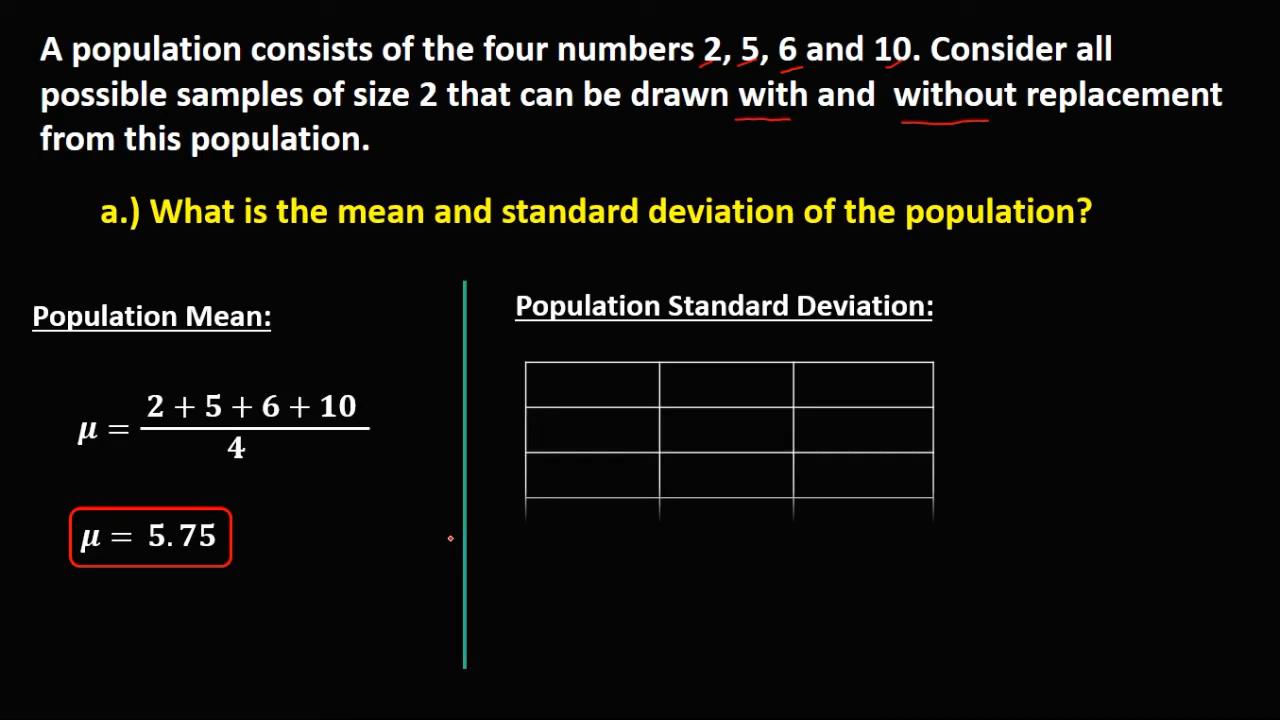 A population consists of the four numbers 2, 5, 6 and 10. Consider all
possible samples of size 2 that can be drawn with and without replacement
from this population.
a.) What is the mean and standard deviation of the population?
Population Mean:
μ = (2 + 5 + 6 + 10) / 4
μ = 5.75
Population Standard Deviation: